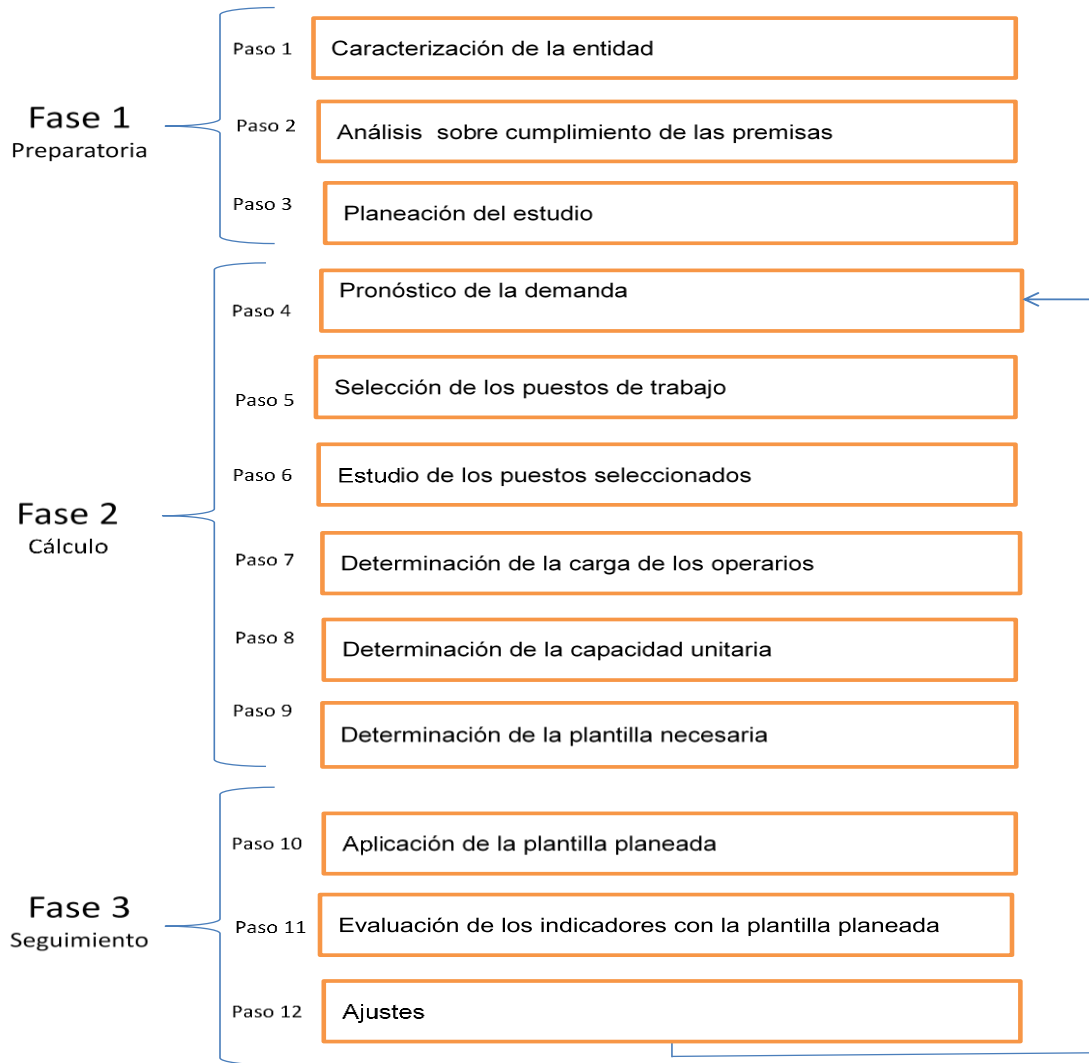 Fase 1
Preparatoria
Paso 1
Caracterización de la entidad
Paso 2
Análisis sobre cumplimiento de las premisas
Paso 3
Planeación del estudio
Fase 2
Cálculo
Paso 4
Pronóstico de la demanda
Paso 5
Selección de los puestos de trabajo
Paso 6
Estudio de los puestos seleccionados
Paso 7
Determinación de la carga de los operarios
Paso 8
Determinación de la capacidad unitaria
Paso 9
Determinación de la plantilla necesaria
Fase 3
Seguimiento
Paso 10
Aplicación de la plantilla planeada
Paso 11
Evaluación de los indicadores con la plantilla planeada
Paso 12
Ajustes